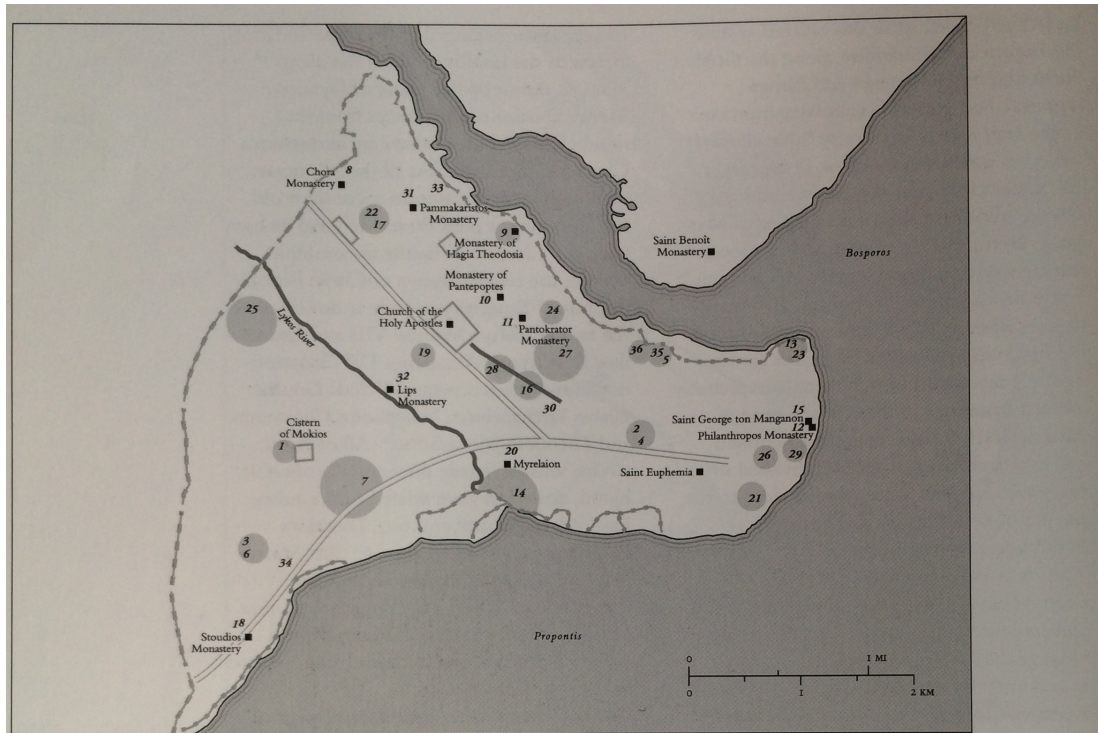 Chora
Monastery
8
31
33
Pammakaristos
Monastery
22
17
9
Monastery of
Hagia Theodosia
Saint Benoît
Monastery
Bosporos
Monastery of
Pantepoptes
10
25
Lykos River
Church of the
Holy Apostles
11
24
Pantokrator
Monastery
13
23
19
28
27
36
35
5
32
Lips
Monastery
16
30
Cistern
of Mokios
1
15
Saint George ton Manganon
12
Philanthropos Monastery
2
4
20
Myrelaion
26
29
Saint Euphemia
7
14
21
3
6
34
18
Stoudios
Monastery
Propontis
0
1 MI
0
1
2 KM